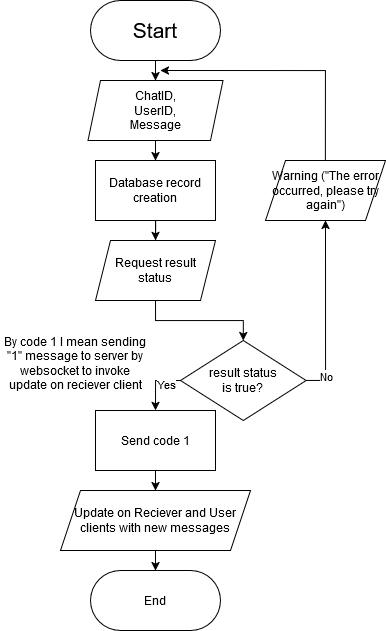 Start
ChatID,
UserID,
Message
Warning ("The error
occurred, please try
again")
Database record
creation
Request result
status
By code 1 I mean sending
"1" message to server by
websocket to invoke
update on reciever client
result status
is true?
Yes
No
Send code 1
Update on Reciever and User
clients with new messages
End